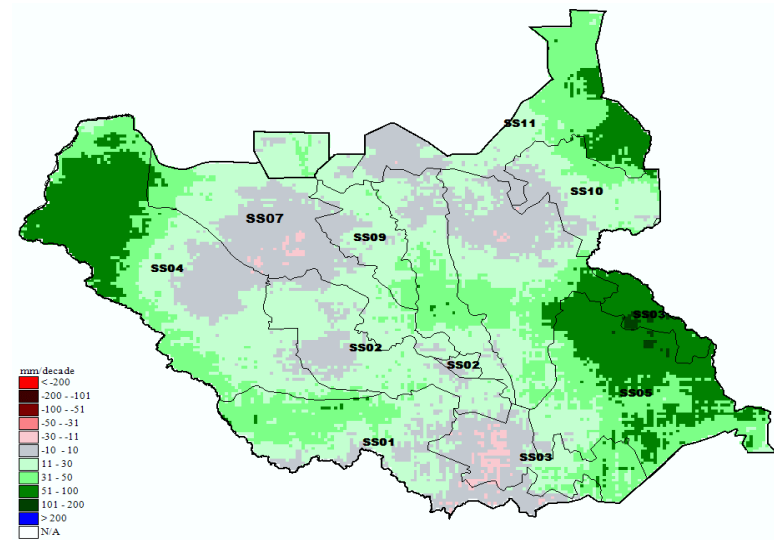 SS11
SS10
SS07
SS09
SS04
SS03
SS02
SS02
SS05
SS01
SS03
mm/decade
< -200
-200 - -101
-100 - -51
-50 - -31
-30 - -11
-10 - 10
11 - 30
31 - 50
51 - 100
101 - 200
> 200
N/A